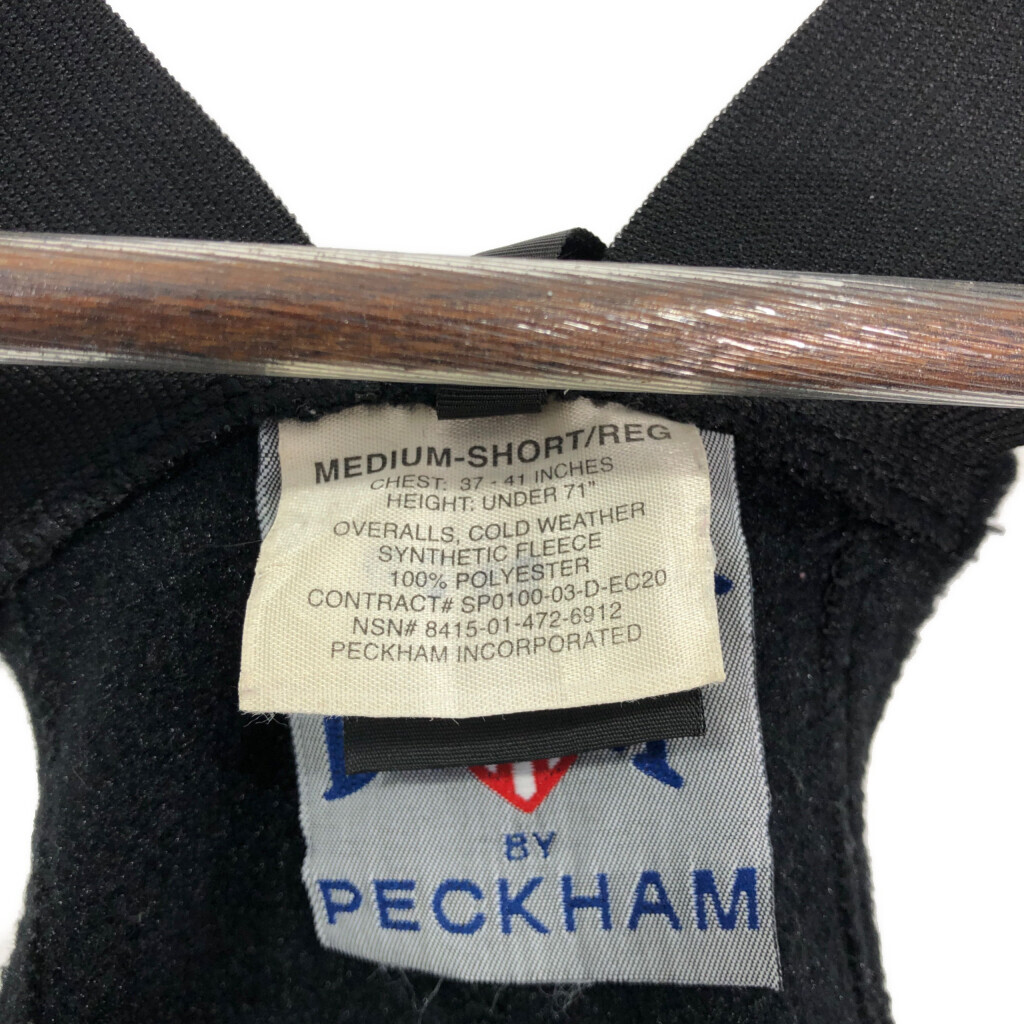 MEDIUM-SHORT/REG
CHEST: 37 - 41 INCHES
HEIGHT: UNDER 71"
OVERALLS, COLD WEATHER
SYNTHETIC FLEECE
100% POLYESTER
CONTRACT# SP0100-03-D-EC20
NSN# 8415-01-472-6912
PECKHAM INCORPORATED
BY
PECKHAM